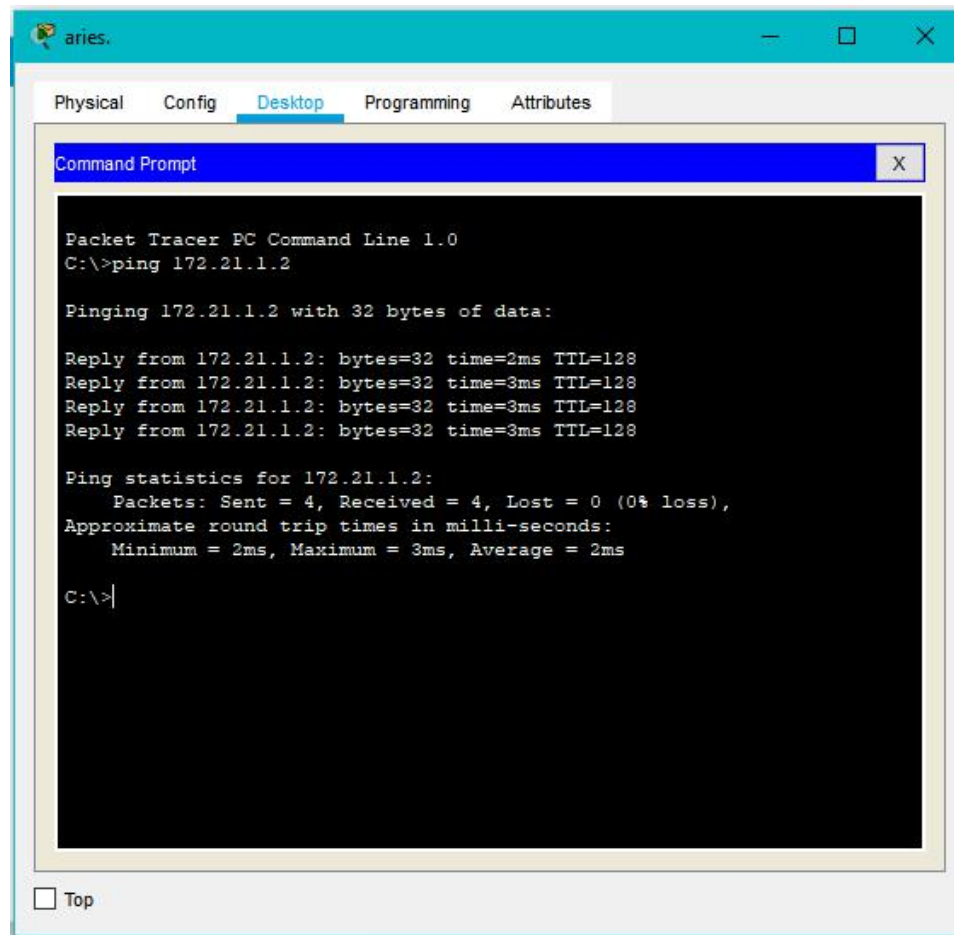 aries.
Physical Config Desktop Programming Attributes
Command Prompt X
Packet Tracer PC Command Line 1.0
C:\>ping 172.21.1.2
Pinging 172.21.1.2 with 32 bytes of data:
Reply from 172.21.1.2: bytes=32 time=2ms TTL=128
Reply from 172.21.1.2: bytes=32 time=3ms TTL=128
Reply from 172.21.1.2: bytes=32 time=3ms TTL=128
Reply from 172.21.1.2: bytes=32 time=3ms TTL=128
Ping statistics for 172.21.1.2:
Packets: Sent = 4, Received = 4, Lost = 0 (0% loss),
Approximate round trip times in milli-seconds:
Minimum = 2ms, Maximum = 3ms, Average = 2ms
C:\>
Top